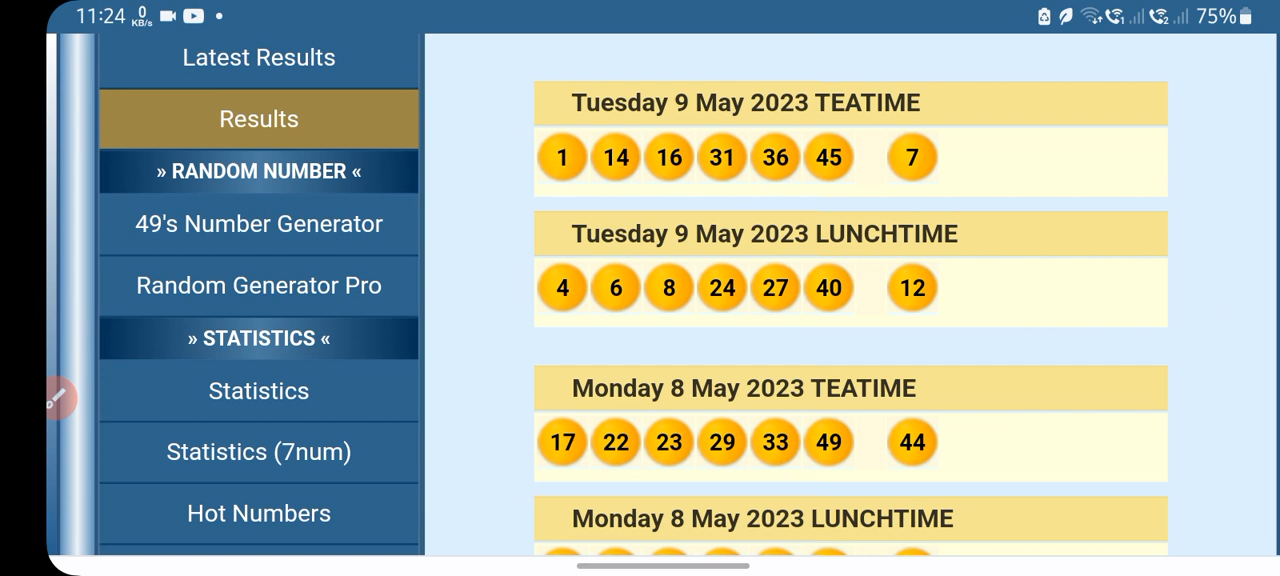 11:24 0 KB/s 75%
Latest Results
Results
» RANDOM NUMBER «
49's Number Generator
Random Generator Pro
» STATISTICS «
Statistics
Statistics (7num)
Hot Numbers
Tuesday 9 May 2023 TEATIME
1 14 16 31 36 45 7
Tuesday 9 May 2023 LUNCHTIME
4 6 8 24 27 40 12
Monday 8 May 2023 TEATIME
17 22 23 29 33 49 44
Monday 8 May 2023 LUNCHTIME